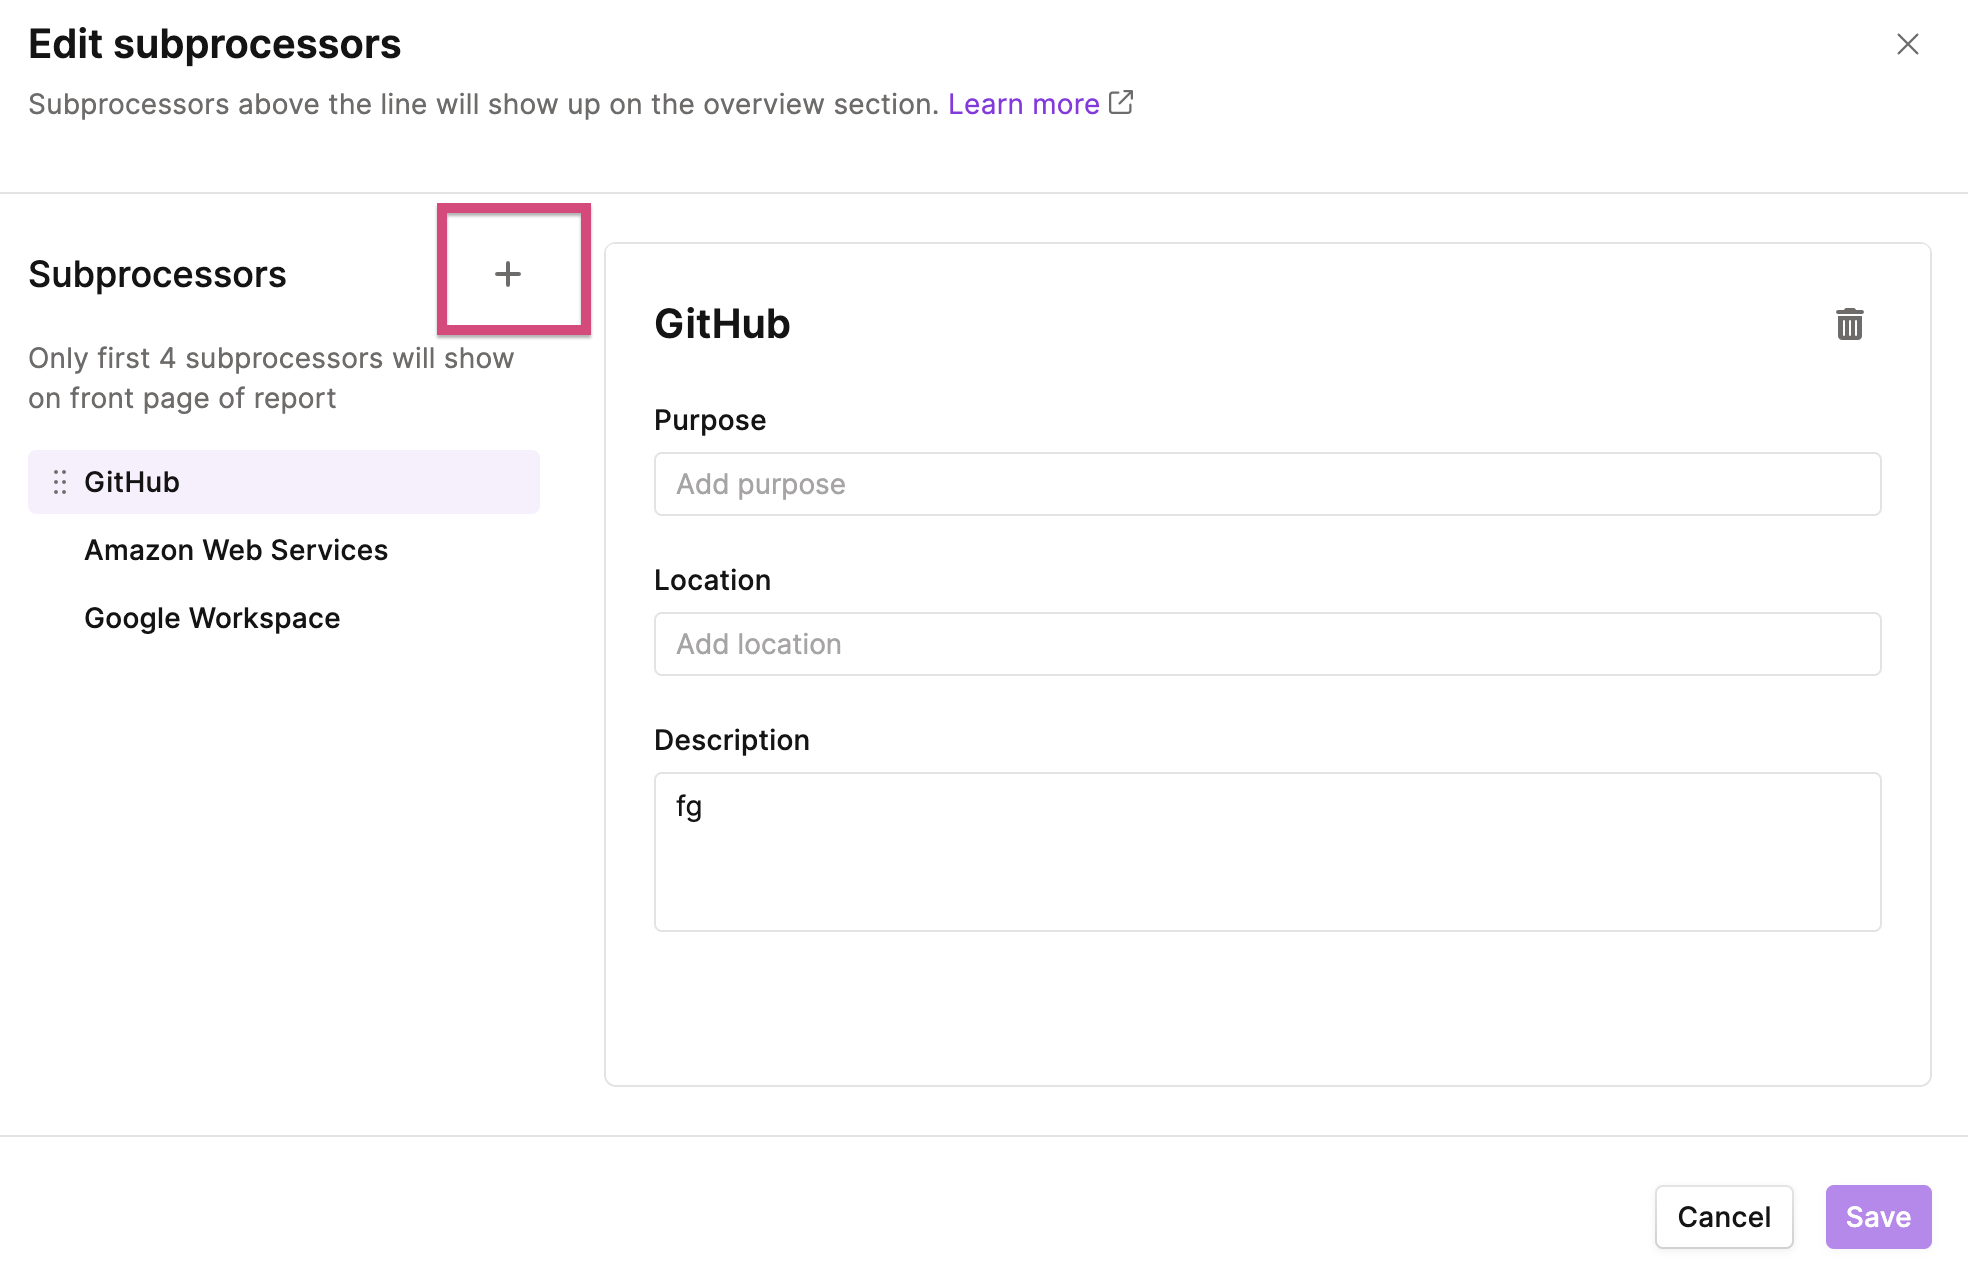 Edit subprocessors
Subprocessors above the line will show up on the overview section. Learn more
Subprocessors
Only first 4 subprocessors will show
on front page of report
GitHub
Amazon Web Services
Google Workspace
GitHub
Purpose
Add purpose
Location
Add location
Description
fg
Cancel
Save